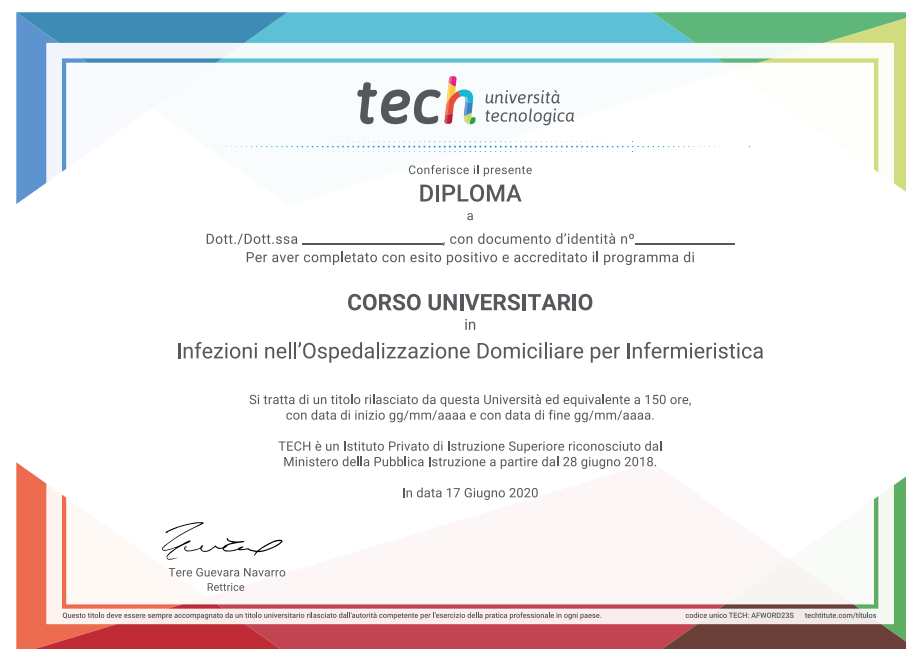 tech università
tecnologica
Conferisce il presente
DIPLOMA
a
Dott./Dott.ssa ____________________, con documento d'identità nº______________
Per aver completato con esito positivo e accreditato il programma di
CORSO UNIVERSITARIO
in
Infezioni nell'Ospedalizzazione Domiciliare per Infermieristica
Si tratta di un titolo rilasciato da questa Università ed equivalente a 150 ore,
con data di inizio gg/mm/aaaa e con data di fine gg/mm/aaaa.
TECH è un Istituto Privato di Istruzione Superiore riconosciuto dal
Ministero della Pubblica Istruzione a partire dal 28 giugno 2018.
In data 17 Giugno 2020
Tere Guevara Navarro
Rettrice
Questo titolo deve essere sempre accompagnato da un titolo universitario rilasciato dall'autorità competente per l'esercizio della pratica professionale in ogni paese. codice unico TECH: AFWORD23S techtitute.com/titulos